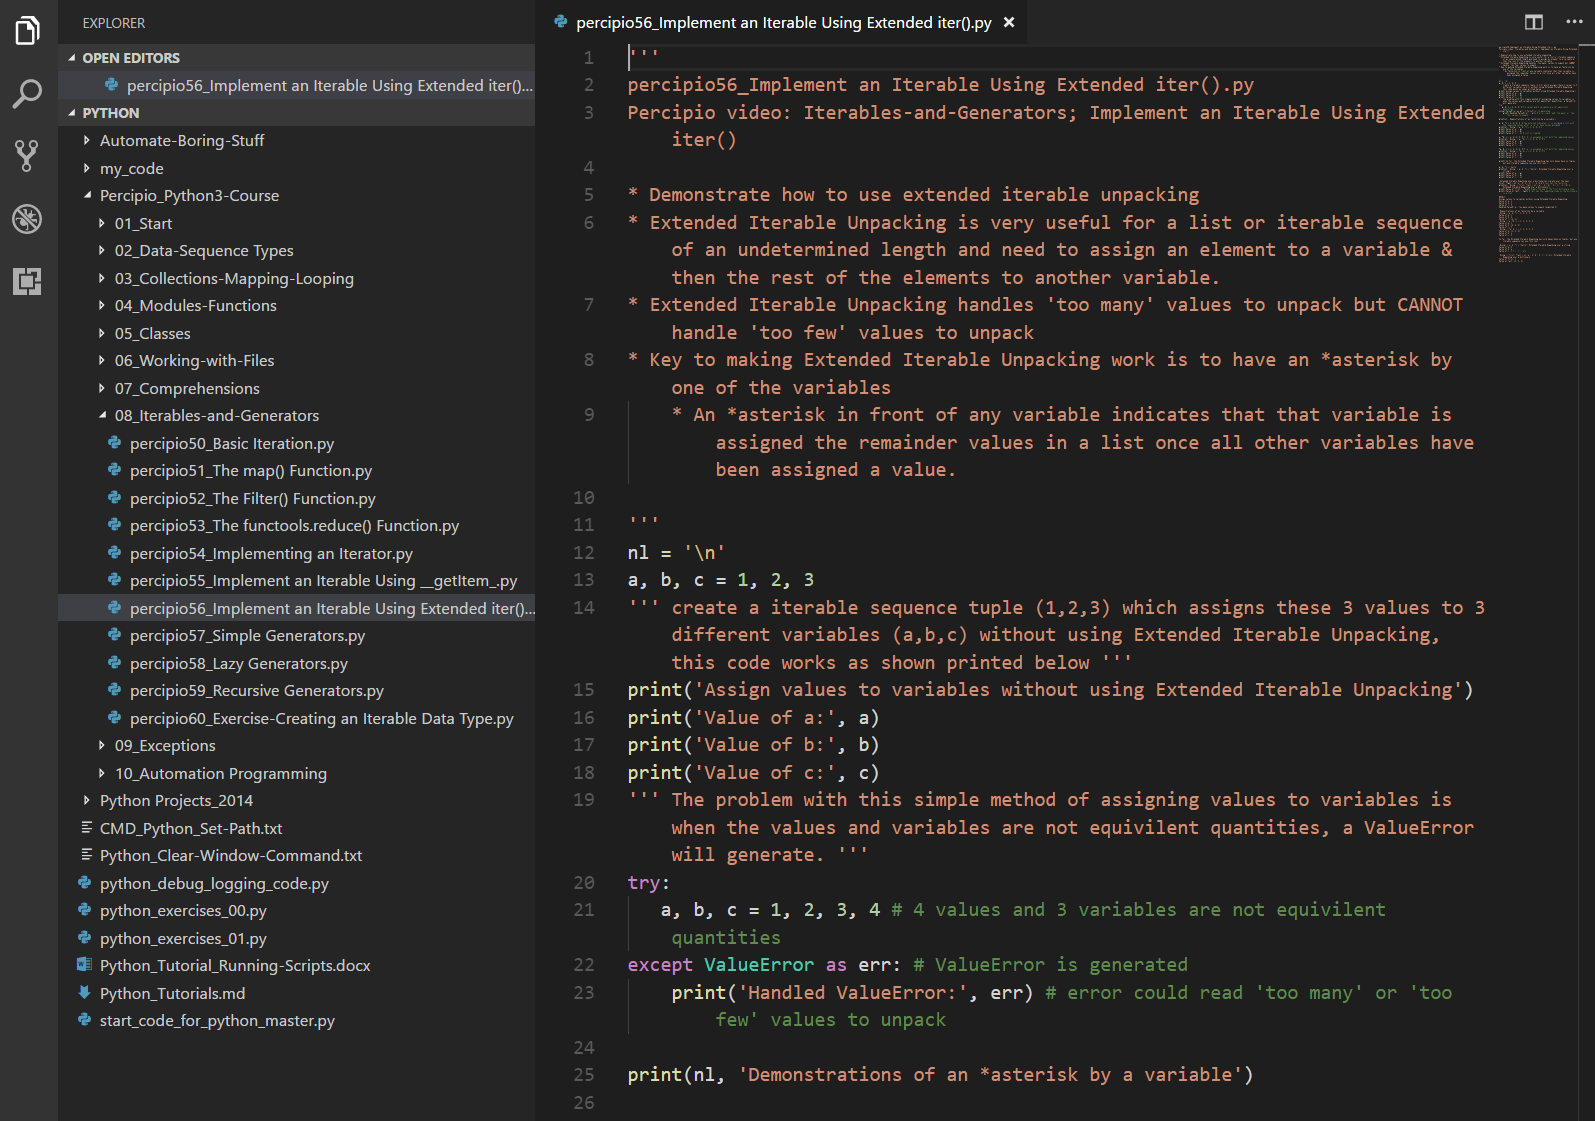 EXPLORER
OPEN EDITORS
percipio56_Implement an Iterable Using Extended iter()...
PYTHON
Automate-Boring-Stuff
my_code
Percipio_Python3-Course
01_Start
02_Data-Sequence Types
03_Collections-Mapping-Looping
04_Modules-Functions
05_Classes
06_Working-with-Files
07_Comprehensions
08_Iterables-and-Generators
percipio50_Basic Iteration.py
percipio51_The map() Function.py
percipio52_The Filter() Function.py
percipio53_The functools.reduce() Function.py
percipio54_Implementing an Iterator.py
percipio55_Implement an Iterable Using __getItem_.py
percipio56_Implement an Iterable Using Extended iter()...
percipio57_Simple Generators.py
percipio58_Lazy Generators.py
percipio59_Recursive Generators.py
percipio60_Exercise-Creating an Iterable Data Type.py
09_Exceptions
10_Automation Programming
Python Projects_2014
CMD_Python_Set-Path.txt
Python_Clear-Window-Command.txt
python_debug_logging_code.py
python_exercises_00.py
python_exercises_01.py
Python_Tutorial_Running-Scripts.docx
Python_Tutorials.md
start_code_for_python_master.py
percipio56_Implement an Iterable Using Extended iter().py
1 '''
2 percipio56_Implement an Iterable Using Extended iter().py
3 Percipio video: Iterables-and-Generators; Implement an Iterable Using Extended
iter()
4
5 * Demonstrate how to use extended iterable unpacking
6 * Extended Iterable Unpacking is very useful for a list or iterable sequence
of an undetermined length and need to assign an element to a variable &
then the rest of the elements to another variable.
7 * Extended Iterable Unpacking handles 'too many' values to unpack but CANNOT
handle 'too few' values to unpack
8 * Key to making Extended Iterable Unpacking work is to have an *asterisk by
one of the variables
9 * An *asterisk in front of any variable indicates that that variable is
assigned the remainder values in a list once all other variables have
been assigned a value.
10
11 '''
12 nl = '\n'
13 a, b, c = 1, 2, 3
14 ''' create a iterable sequence tuple (1,2,3) which assigns these 3 values to 3
different variables (a,b,c) without using Extended Iterable Unpacking,
this code works as shown printed below '''
15 print('Assign values to variables without using Extended Iterable Unpacking')
16 print('Value of a:', a)
17 print('Value of b:', b)
18 print('Value of c:', c)
19 ''' The problem with this simple method of assigning values to variables is
when the values and variables are not equivilent quantities, a ValueError
will generate. '''
20 try:
21 a, b, c = 1, 2, 3, 4 # 4 values and 3 variables are not equivilent
quantities
22 except ValueError as err: # ValueError is generated
23 print('Handled ValueError:', err) # error could read 'too many' or 'too
few' values to unpack
24
25 print(nl, 'Demonstrations of an *asterisk by a variable')
26